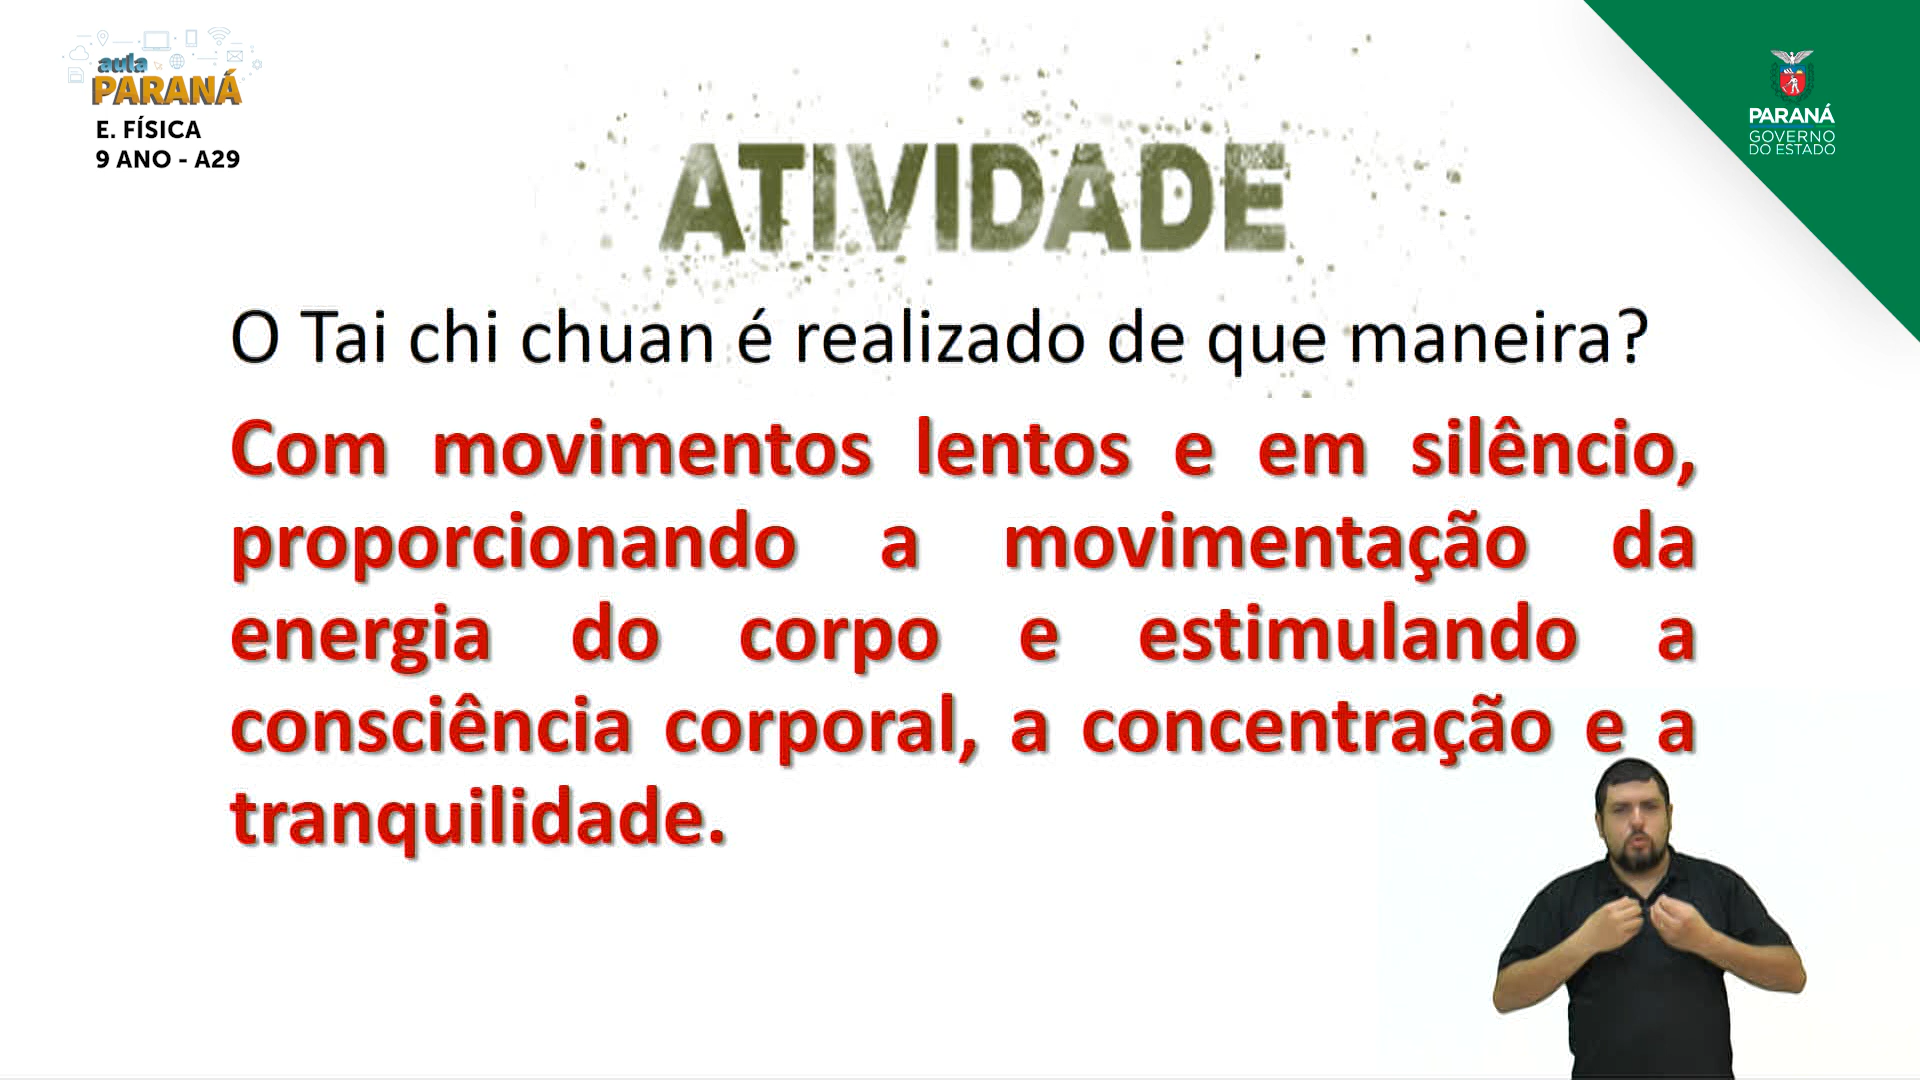 aula
PARANÁ
E. FÍSICA
9 ANO - A29
PARANÁ
GOVERNO
DO ESTADO
ATIVIDADE
O Tai chi chuan é realizado de que maneira?
Com movimentos lentos e em silêncio,
proporcionando a movimentação da
energia do corpo e estimulando a
consciência corporal, a concentração e a
tranquilidade.